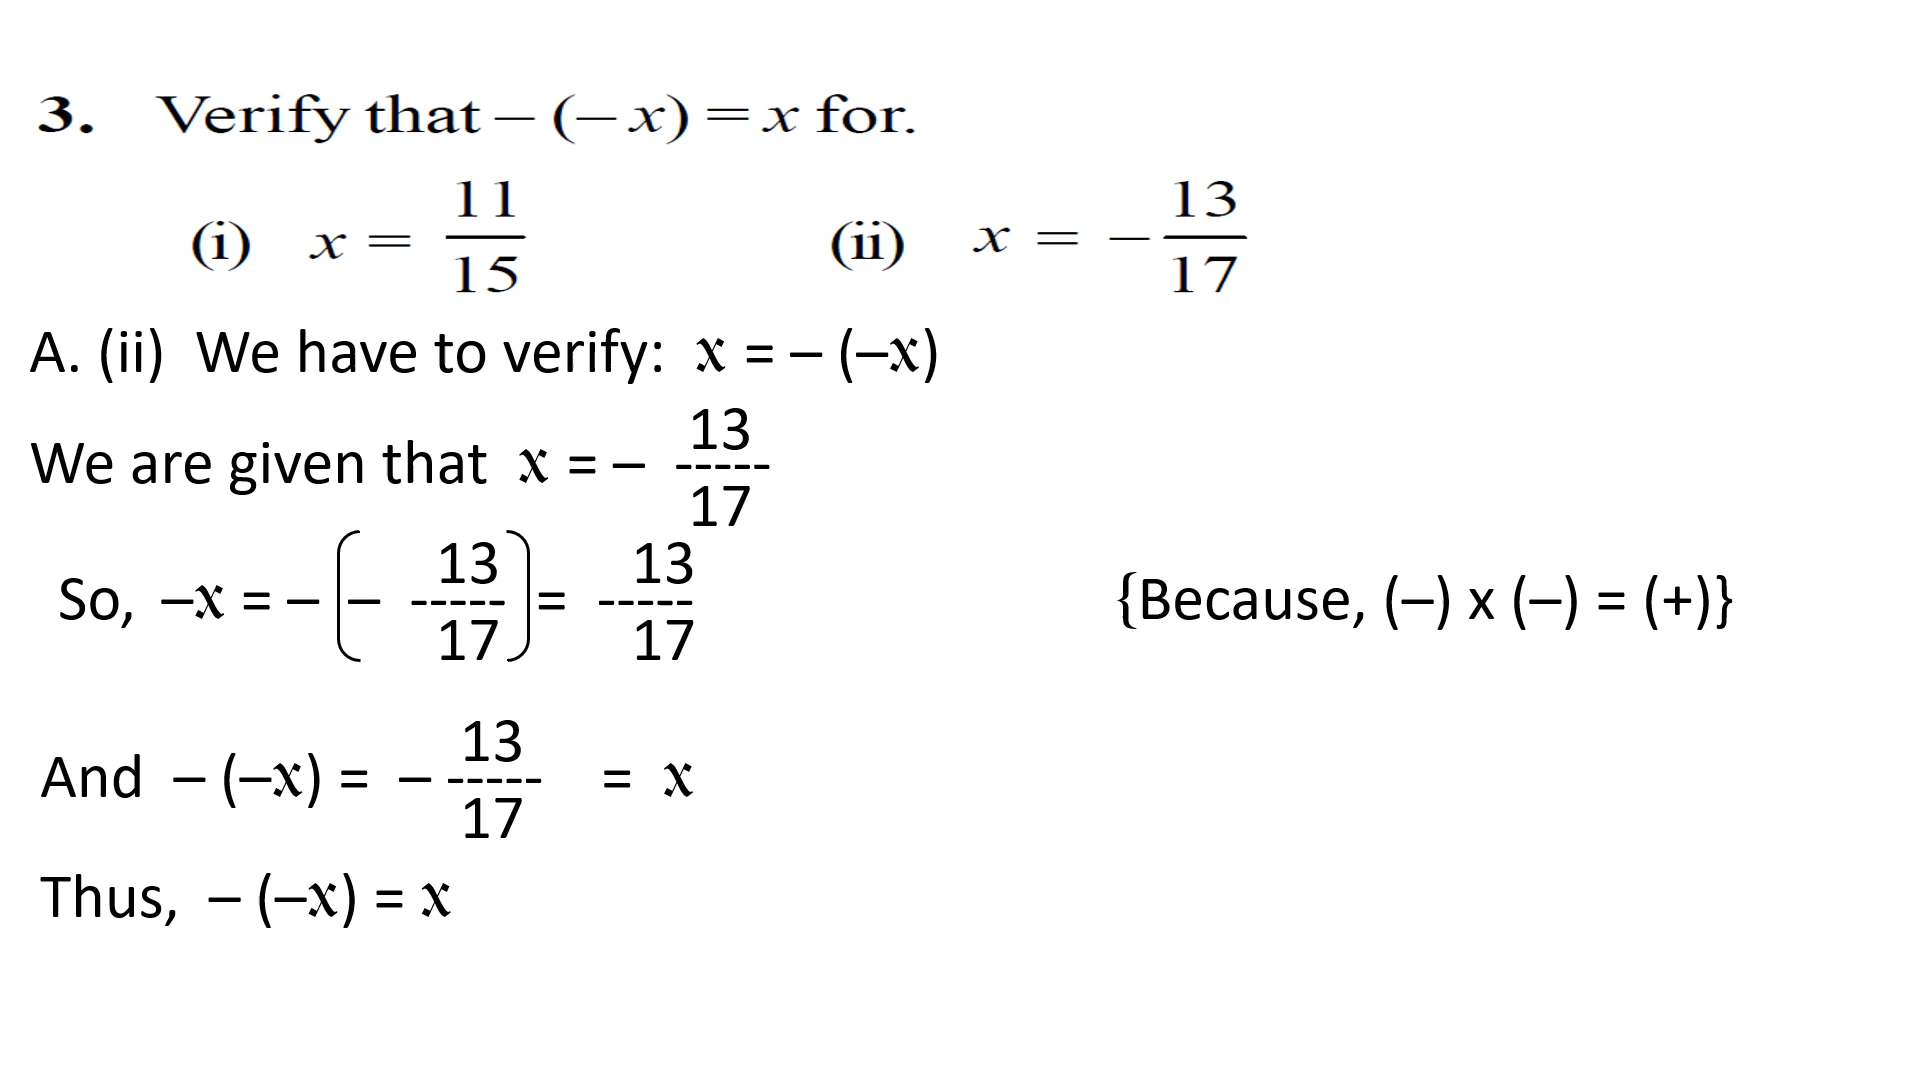 3. Verify that – (– x) = x for.
(i) x = 11/15 (ii) x = – 13/17
A. (ii) We have to verify: x = – (–x)
We are given that x = – 13/17
So, –x = – (– 13/17) = 13/17 {Because, (–) x (–) = (+)}
And – (–x) = – 13/17 = x
Thus, – (–x) = x